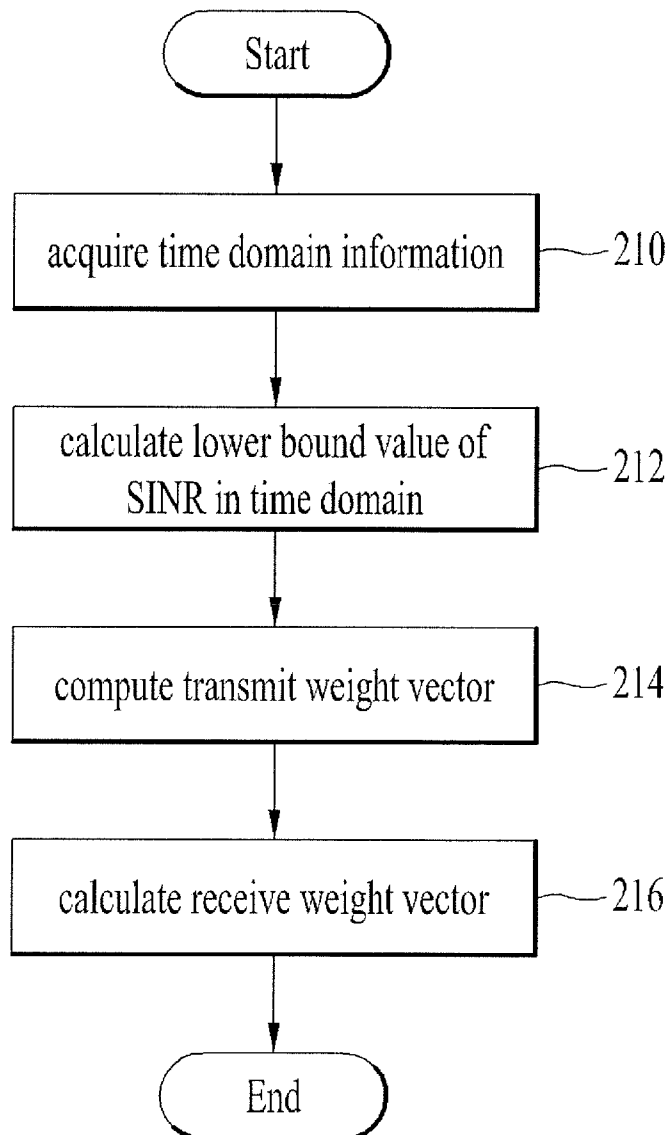 Start
acquire time domain information
210
calculate lower bound value of
SINR in time domain
212
compute transmit weight vector
214
calculate receive weight vector
216
End